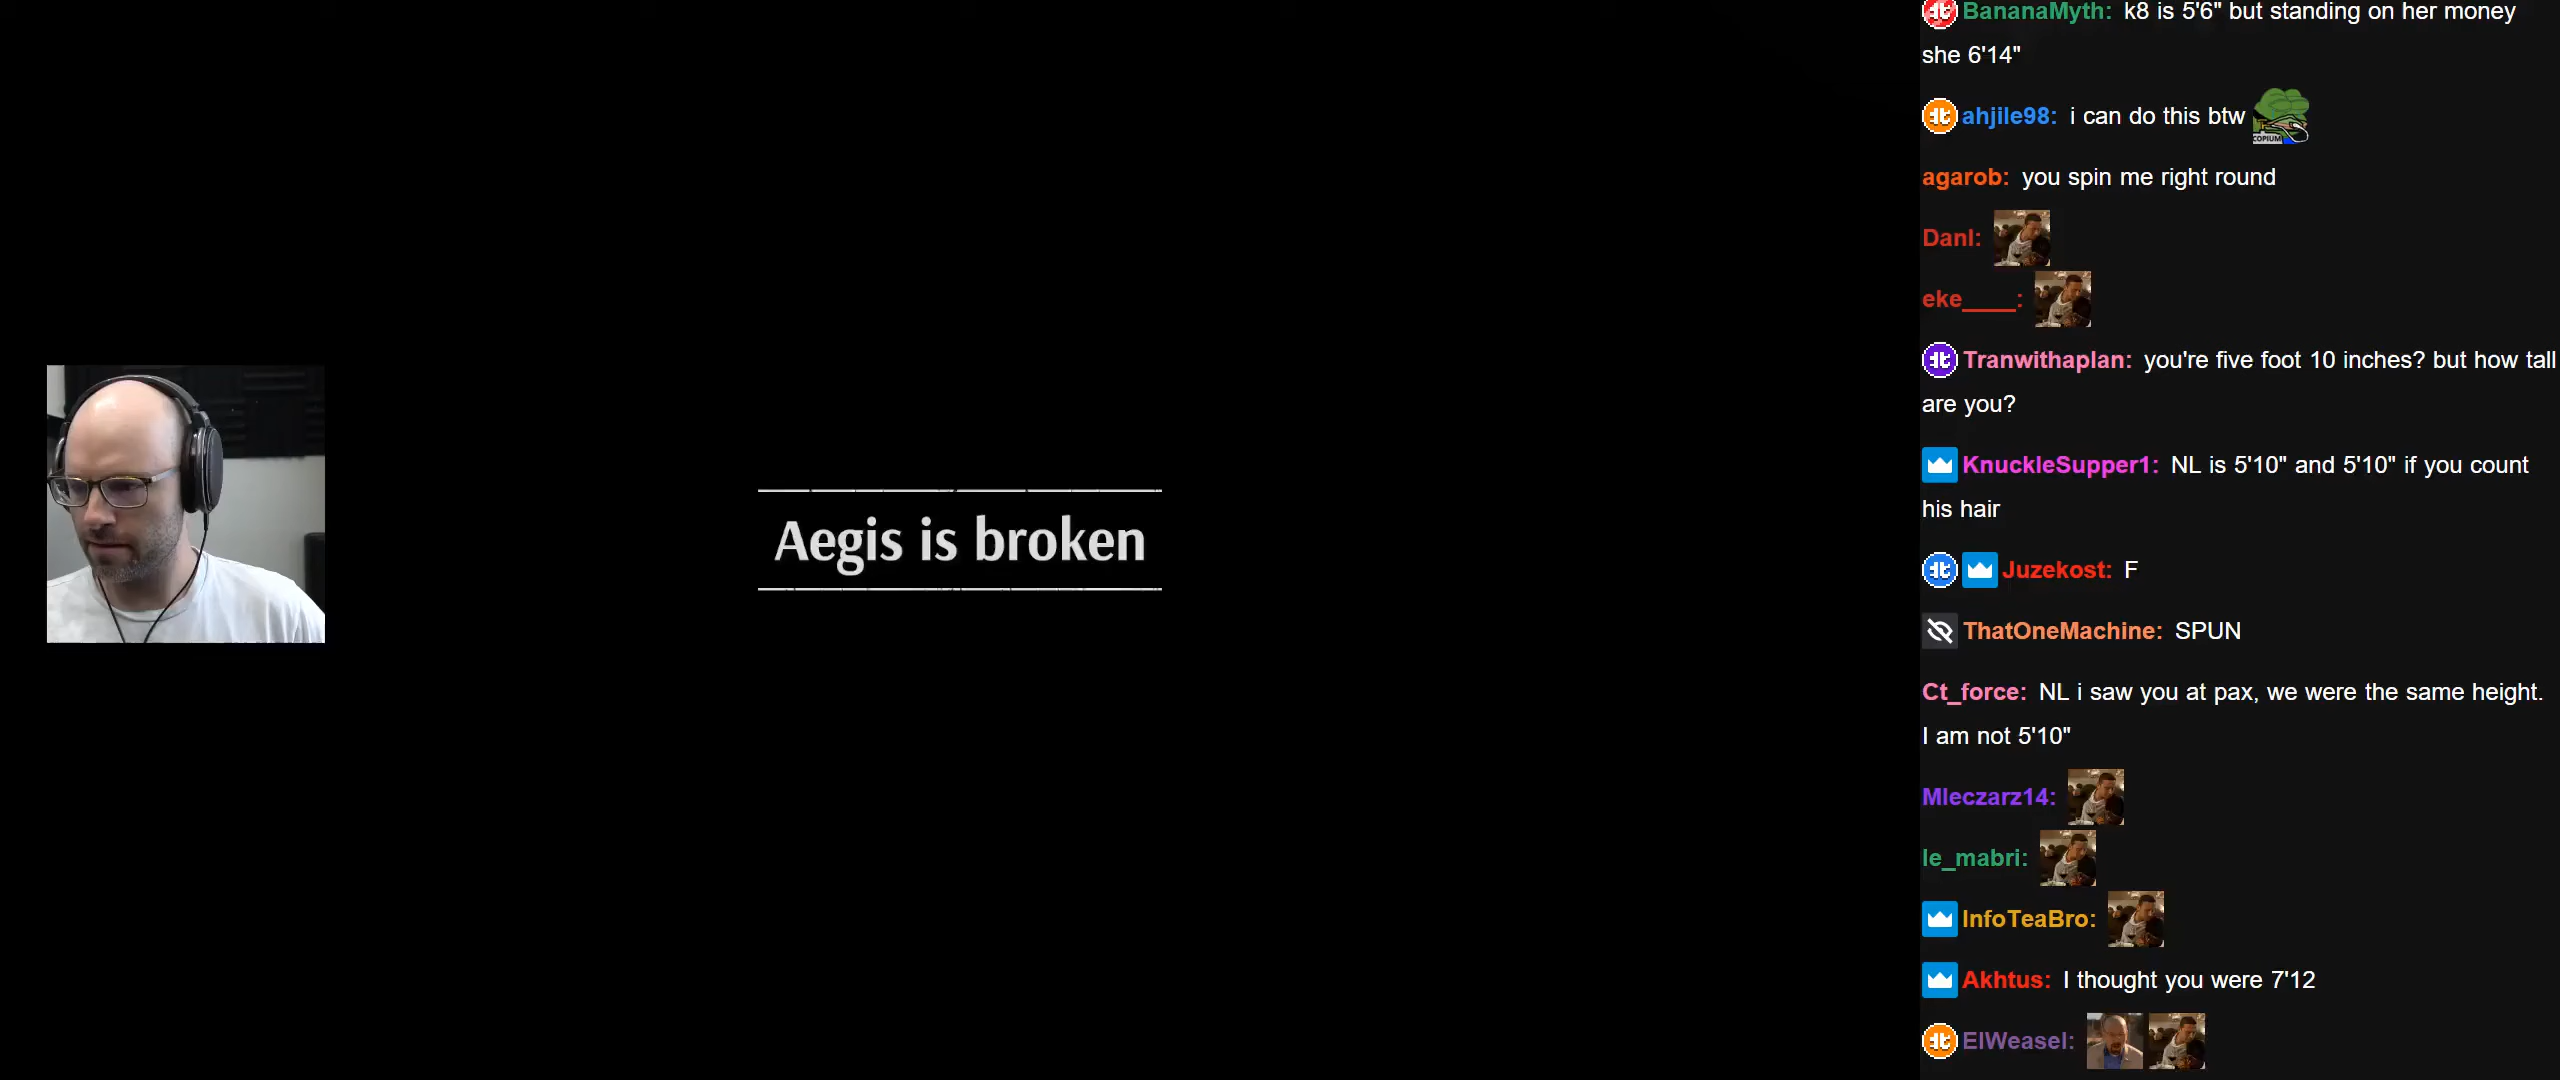 Aegis is broken
BananaMyth: k8 is 5'6" but standing on her money
she 6'14"
ahjile98: i can do this btw
COPIUM
agarob: you spin me right round
Danl:
eke____:
Tranwithaplan: you're five foot 10 inches? but how tall
are you?
KnuckleSupper1: NL is 5'10" and 5'10" if you count
his hair
Juzekost: F
ThatOneMachine: SPUN
Ct_force: NL i saw you at pax, we were the same height.
I am not 5'10"
Mleczarz14:
le_mabri:
InfoTeaBro:
Akhtus: I thought you were 7'12
ElWeasel: